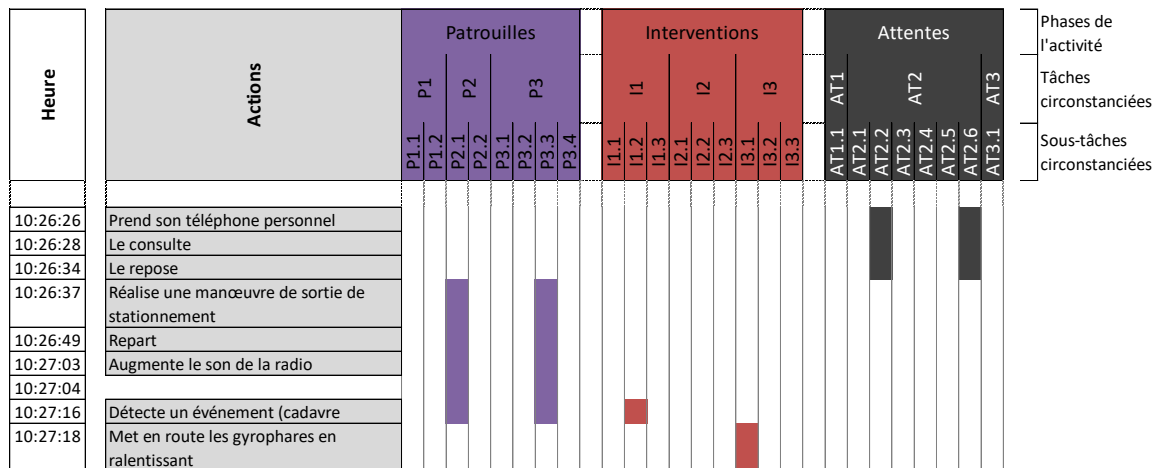 Heure
Actions
Patrouilles
Interventions
Attentes
Phases de
l'activité
P1
P2
P3
I1
I2
I3
AT1
AT2
AT3
Tâches
circonstanciées
P1.1
P1.2
P2.1
P2.2
P3.1
P3.2
P3.3
P3.4
I1.1
I1.2
I1.3
I2.1
I2.2
I2.3
I3.1
I3.2
I3.3
AT1.1
AT2.1
AT2.2
AT2.3
AT2.4
AT2.5
AT2.6
AT3.1
Sous-tâches
circonstanciées
10:26:26 Prend son téléphone personnel
10:26:28 Le consulte
10:26:34 Le repose
10:26:37 Réalise une manœuvre de sortie de
stationnement
10:26:49 Repart
10:27:03 Augmente le son de la radio
10:27:04
10:27:16 Détecte un événement (cadavre
10:27:18 Met en route les gyrophares en
ralentissant